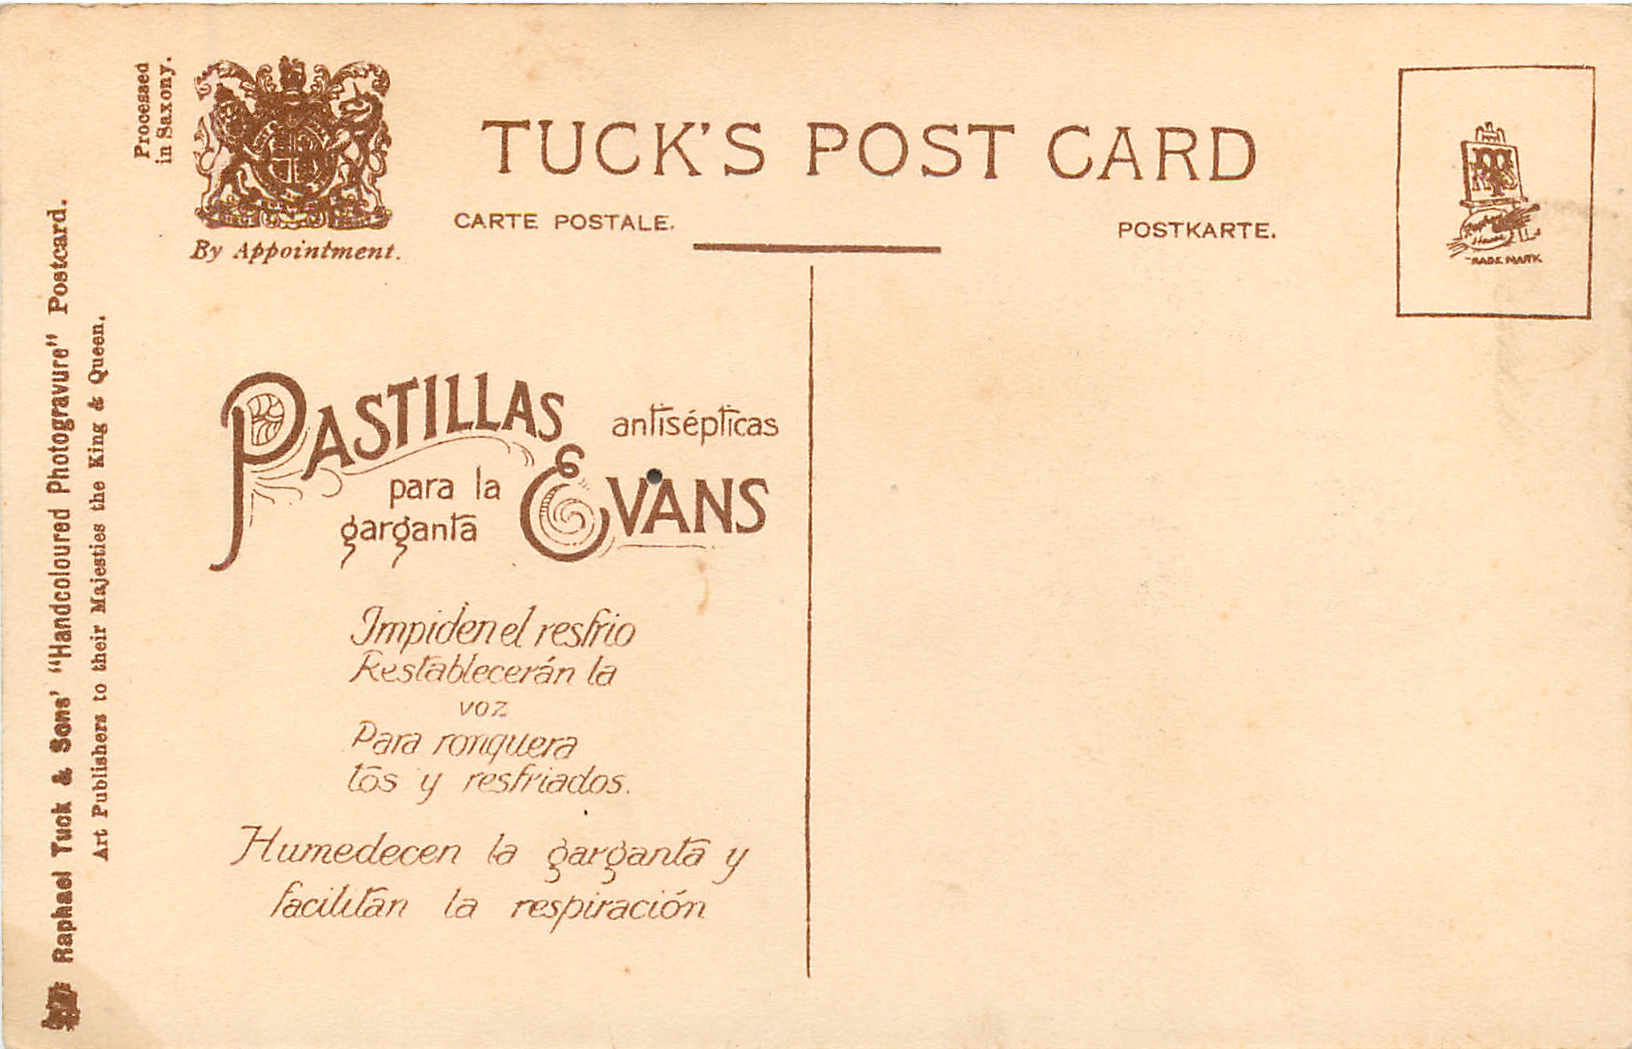 Processed
in Saxony.
By Appointment.
TUCK'S POST CARD
CARTE POSTALE.
POSTKARTE.
TRADE MARK
Raphael Tuck & Sons' "Handcoloured Photogravure" Postcard.
Art Publishers to their Majesties the King & Queen.
PASTILLAS antisépticas
para la EVANS
garganta
Impiden el resfrio
Restablecerán la
voz
Para ronquera
tos y resfriados.
Humedecen la garganta y
facilitan la respiración